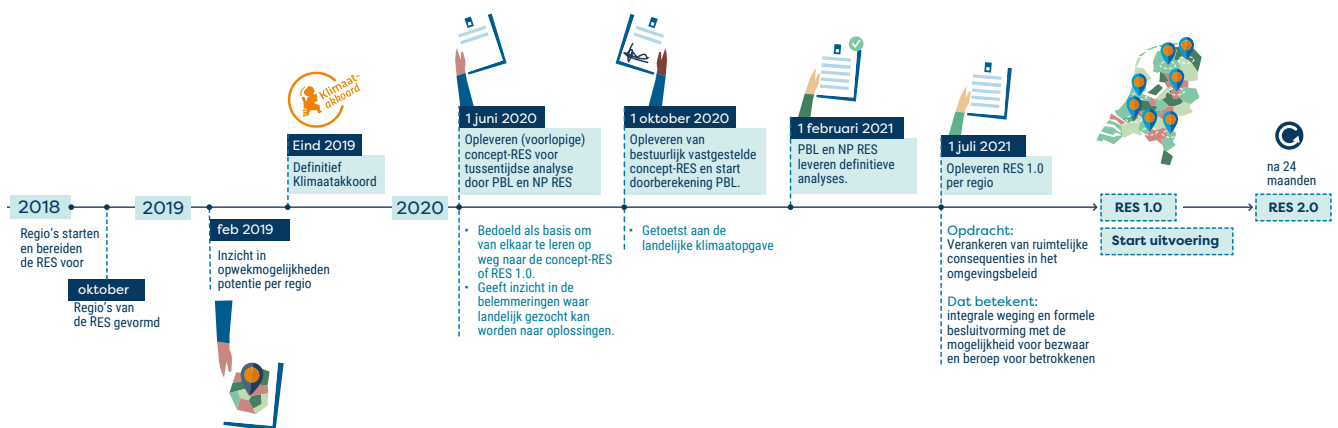 2018
Regio's starten
en bereiden
de RES voor
oktober
Regio's van
de RES gevormd
2019
feb 2019
Inzicht in
opwekmogelijkheden
potentie per regio
Klimaat-
akkoord
Eind 2019
Definitief
Klimaatakkoord
2020
1 juni 2020
Opleveren (voorlopige)
concept-RES voor
tussentijdse analyse
door PBL en NP RES
• Bedoeld als basis om
van elkaar te leren op
weg naar de concept-RES
of RES 1.0.
• Geeft inzicht in de
belemmeringen waar
landelijk gezocht kan
worden naar oplossingen.
1 oktober 2020
Opleveren van
bestuurlijk vastgestelde
concept-RES en start
doorberekening PBL.
• Getoetst aan de
landelijke klimaatopgave
1 februari 2021
PBL en NP RES
leveren definitieve
analyses.
1 juli 2021
Opleveren RES 1.0
per regio
Opdracht:
Verankeren van ruimtelijke
consequenties in het
omgevingsbeleid
Dat betekent:
integrale weging en formele
besluitvorming met de
mogelijkheid voor bezwaar
en beroep voor betrokkenen
RES 1.0
Start uitvoering
na 24
maanden
RES 2.0